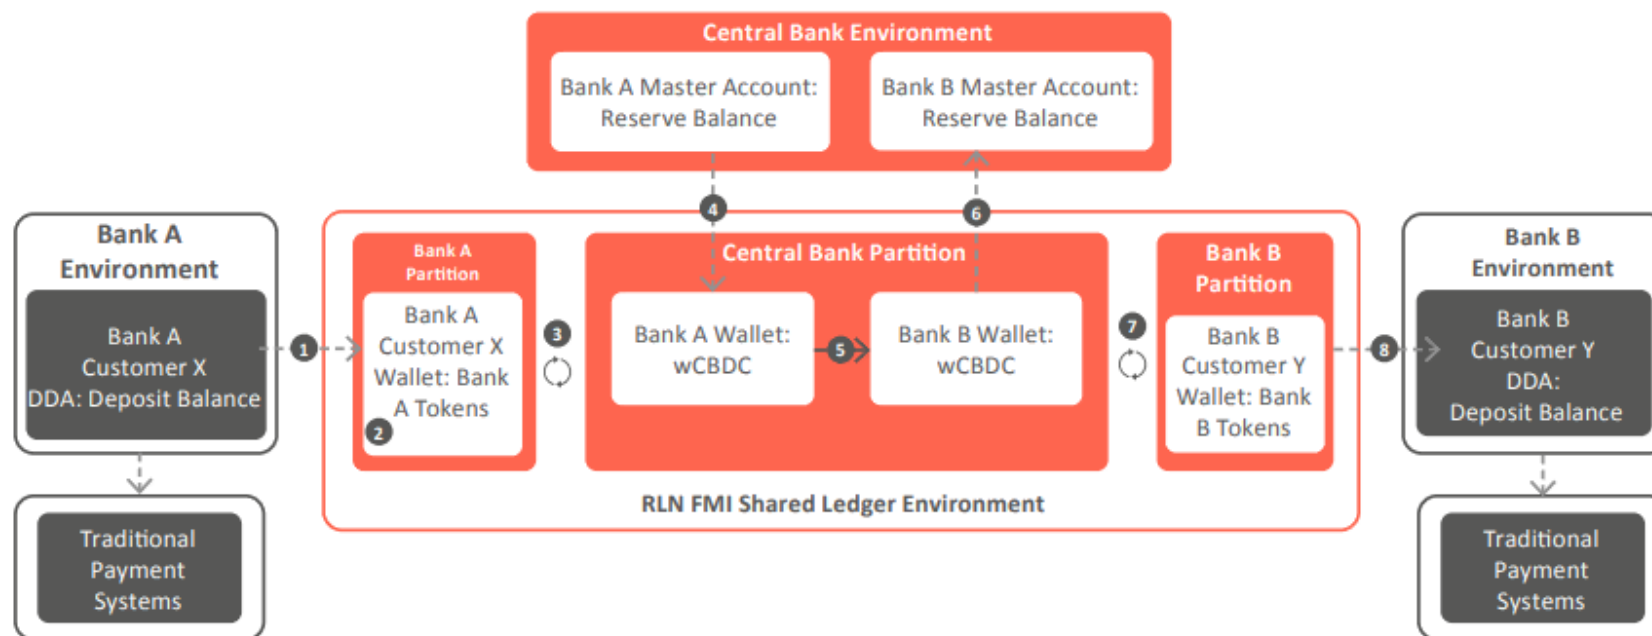 Central Bank Environment
Bank A Master Account:
Reserve Balance
Bank B Master Account:
Reserve Balance
4
6
Bank A
Environment
Bank A
Customer X
DDA: Deposit Balance
1
Bank A
Partition
Bank A
Customer X
Wallet: Bank
A Tokens
2
3
Central Bank Partition
Bank A Wallet:
wCBDC
5
Bank B Wallet:
wCBDC
7
Bank B
Partition
Bank B
Customer Y
Wallet: Bank
B Tokens
8
Bank B
Environment
Bank B
Customer Y
DDA:
Deposit Balance
RLN FMI Shared Ledger Environment
Traditional
Payment
Systems
Traditional
Payment
Systems